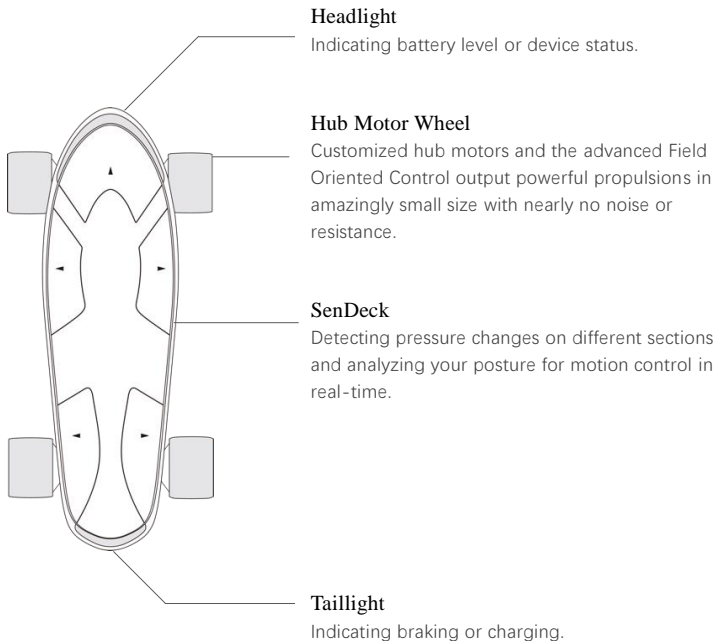 Headlight
Indicating battery level or device status.
Hub Motor Wheel
Customized hub motors and the advanced Field
Oriented Control output powerful propulsions in
amazingly small size with nearly no noise or
resistance.
SenDeck
Detecting pressure changes on different sections
and analyzing your posture for motion control in
real-time.
Taillight
Indicating braking or charging.